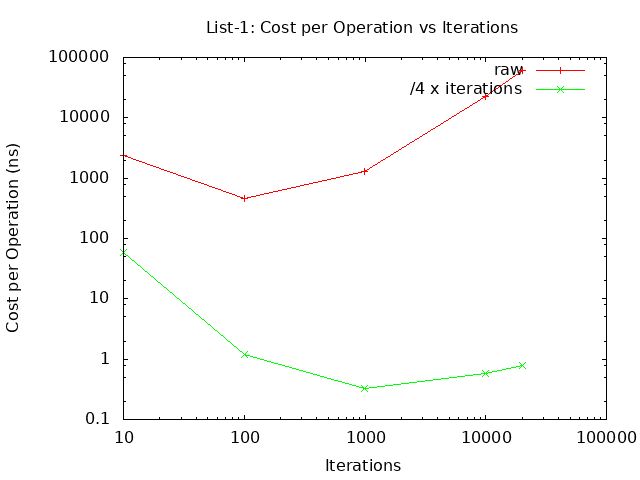 List-1: Cost per Operation vs Iterations
100000
10000
1000
100
10
1
0.1
10 100 1000 10000 100000
Cost per Operation (ns)
Iterations
raw
/4 x iterations